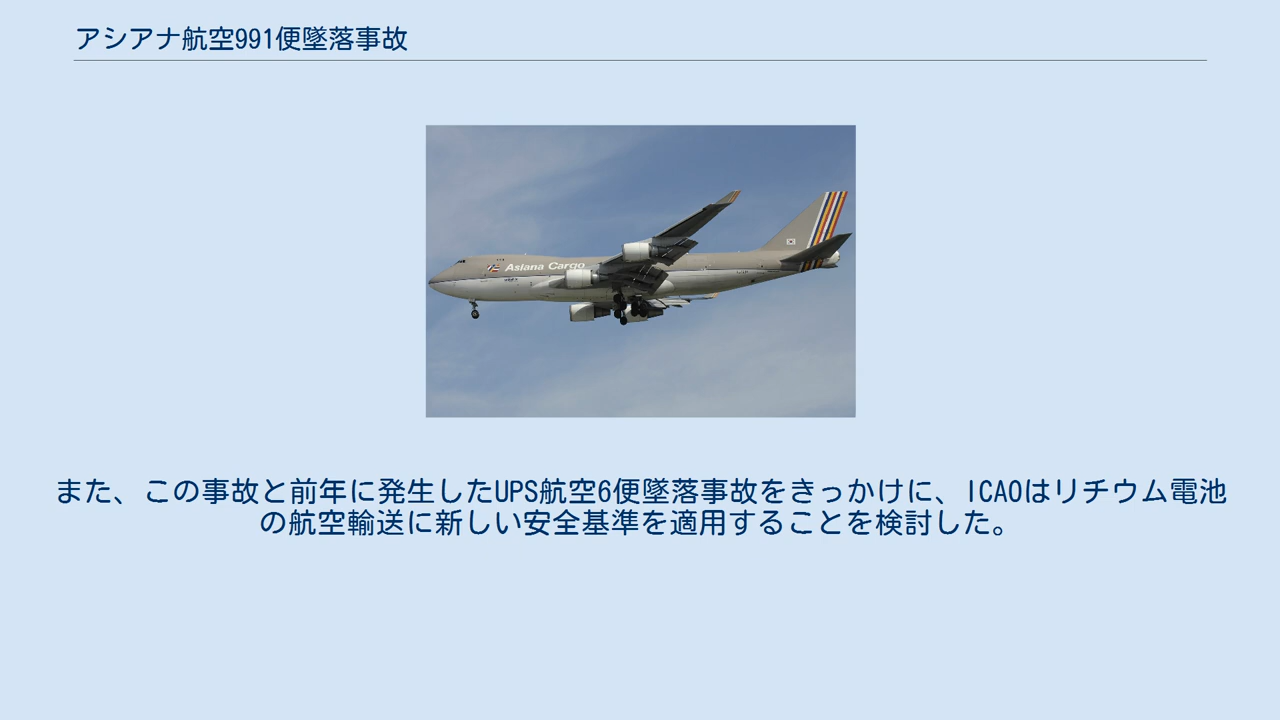 アシアナ航空991便墜落事故
Asiana Cargo
また、この事故と前年に発生したUPS航空6便墜落事故をきっかけに、ICAOはリチウム電池
の航空輸送に新しい安全基準を適用することを検討した。